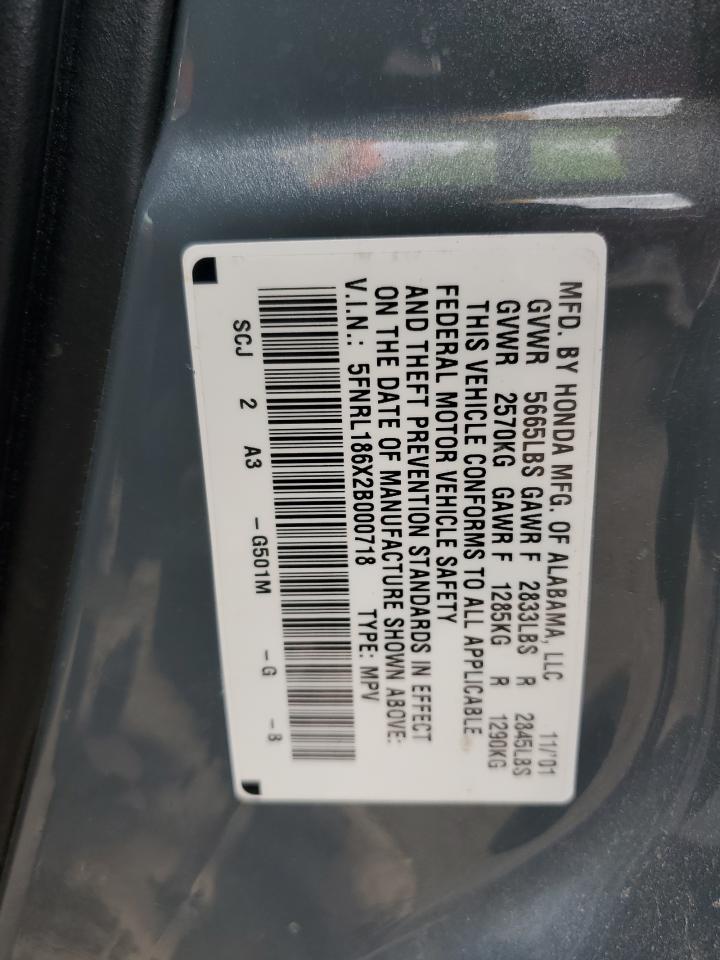 MFD. BY HONDA MFG. OF ALABAMA, LLC 11/'01
GVWR 5665LBS GAWR F 2833LBS R 2845LBS
GVWR 2570KG GAWR F 1285KG R 1290KG
THIS VEHICLE CONFORMS TO ALL APPLICABLE
FEDERAL MOTOR VEHICLE SAFETY
AND THEFT PREVENTION STANDARDS IN EFFECT
ON THE DATE OF MANUFACTURE SHOWN ABOVE:
V.I.N.: 5FNRL186X2B000718 TYPE: MPV
SCJ 2 A3 -G501M -G -B